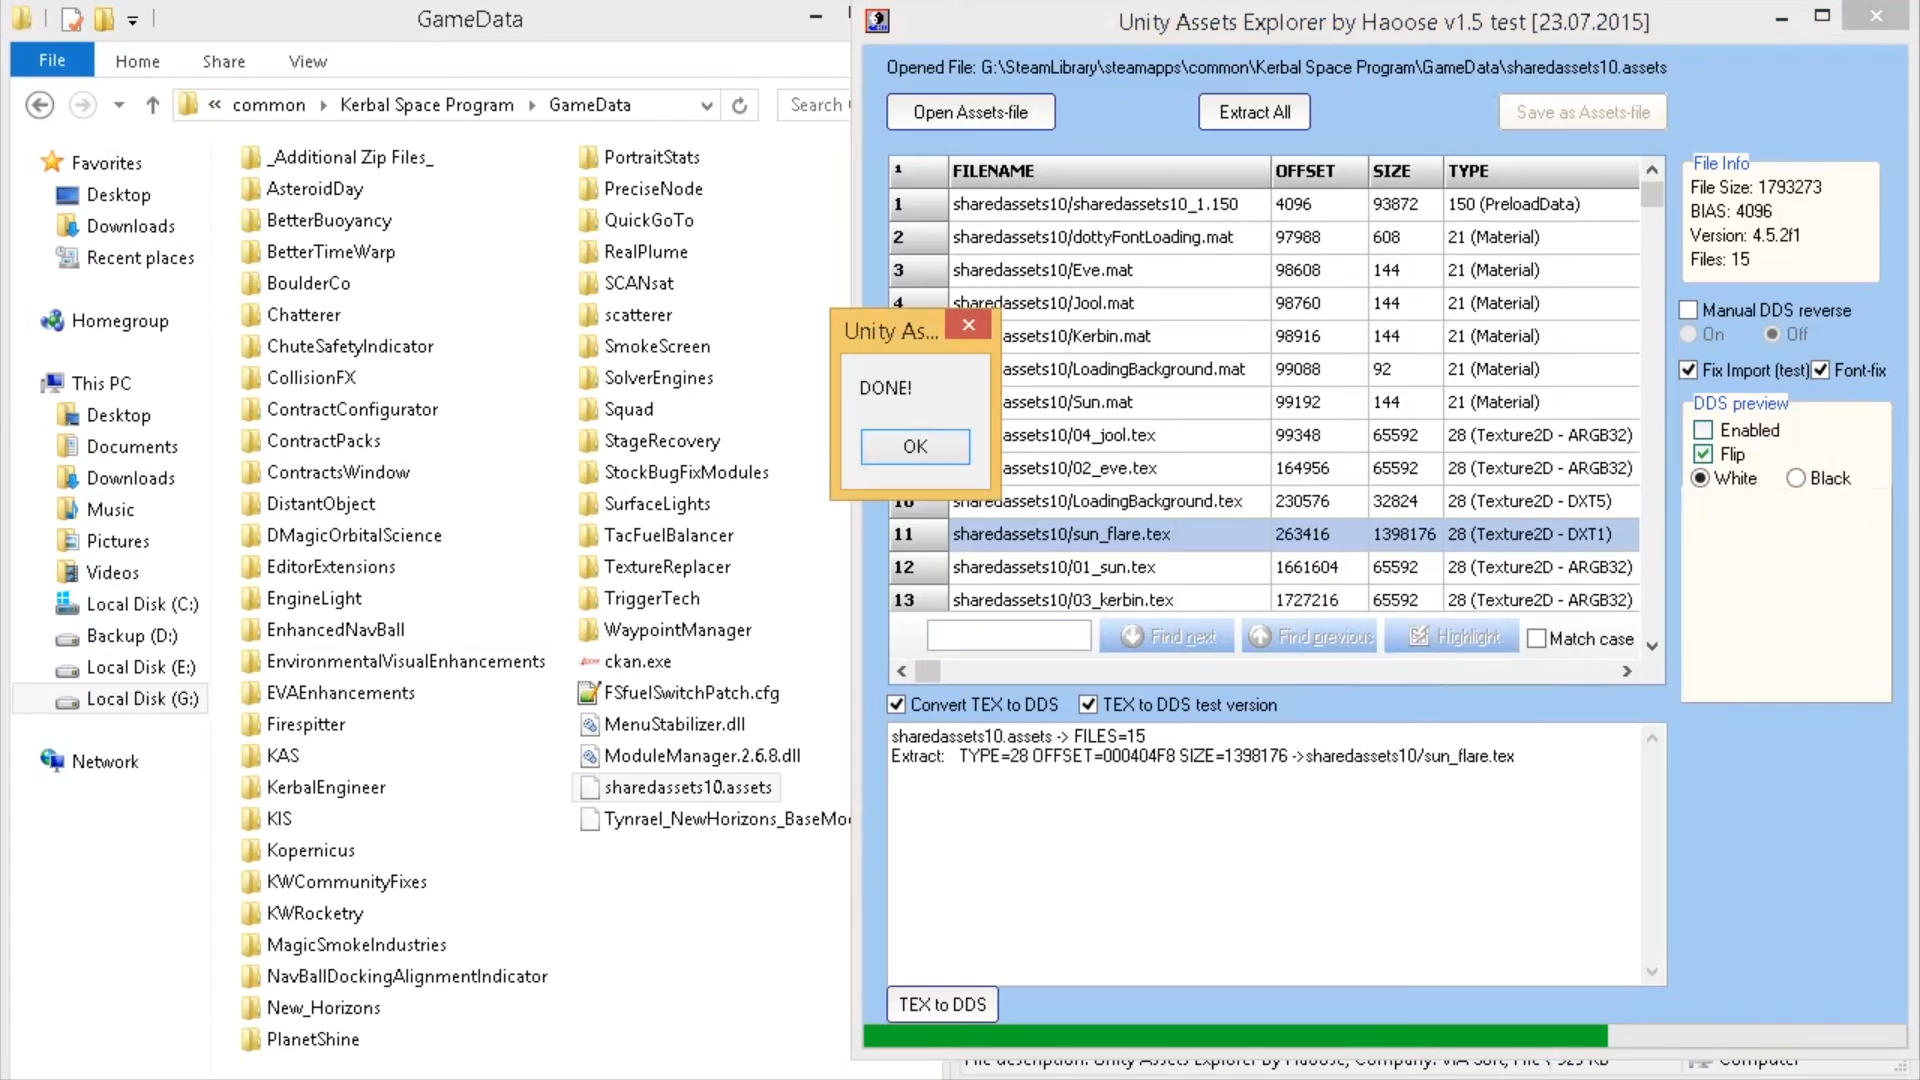 GameData
File Home Share View
« common Kerbal Space Program GameData Search
Favorites
Desktop
Downloads
Recent places
Homegroup
This PC
Desktop
Documents
Downloads
Music
Pictures
Videos
Local Disk (C:)
Backup (D:)
Local Disk (E:)
Local Disk (G:)
Network
_Additional Zip Files_
AsteroidDay
BetterBuoyancy
BetterTimeWarp
BoulderCo
Chatterer
ChuteSafetyIndicator
CollisionFX
ContractConfigurator
ContractPacks
ContractsWindow
DistantObject
DMagicOrbitalScience
EditorExtensions
EngineLight
EnhancedNavBall
EnvironmentalVisualEnhancements
EVAEnhancements
Firespitter
KAS
KerbalEngineer
KIS
Kopernicus
KWCommunityFixes
KWRocketry
MagicSmokeIndustries
NavBallDockingAlignmentIndicator
New_Horizons
PlanetShine
PortraitStats
PreciseNode
QuickGoTo
RealPlume
SCANsat
scatterer
SmokeScreen
SolverEngines
Squad
StageRecovery
StockBugFixModules
SurfaceLights
TacFuelBalancer
TextureReplacer
TriggerTech
WaypointManager
ckan.exe
FSfuelSwitchPatch.cfg
MenuStabilizer.dll
ModuleManager.2.6.8.dll
sharedassets10.assets
Tynrael_NewHorizons_BaseMo
Unity Assets Explorer by Haoose v1.5 test [23.07.2015]
Opened File: G:\SteamLibrary\steamapps\common\Kerbal Space Program\GameData\sharedassets10.assets
Open Assets-file Extract All Save as Assets-file
1 FILENAME OFFSET SIZE TYPE
1 sharedassets10/sharedassets10_1.150 4096 93872 150 (PreloadData)
2 sharedassets10/dottyFontLoading.mat 97988 608 21 (Material)
3 sharedassets10/Eve.mat 98608 144 21 (Material)
4 sharedassets10/Jool.mat 98760 144 21 (Material)
assets10/Kerbin.mat 98916 144 21 (Material)
assets10/LoadingBackground.mat 99088 92 21 (Material)
assets10/Sun.mat 99192 144 21 (Material)
assets10/04_jool.tex 99348 65592 28 (Texture2D - ARGB32)
assets10/02_eve.tex 164956 65592 28 (Texture2D - ARGB32)
10 sharedassets10/LoadingBackground.tex 230576 32824 28 (Texture2D - DXT5)
11 sharedassets10/sun_flare.tex 263416 1398176 28 (Texture2D - DXT1)
12 sharedassets10/01_sun.tex 1661604 65592 28 (Texture2D - ARGB32)
13 sharedassets10/03_kerbin.tex 1727216 65592 28 (Texture2D - ARGB32)
Find next Find previous Highlight Match case
Convert TEX to DDS TEX to DDS test version
sharedassets10.assets -> FILES=15
Extract: TYPE=28 OFFSET=000404F8 SIZE=1398176 ->sharedassets10/sun_flare.tex
TEX to DDS
File Info
File Size: 1793273
BIAS: 4096
Version: 4.5.2f1
Files: 15
Manual DDS reverse
On Off
Fix Import (test) Font-fix
DDS preview
Enabled
Flip
White Black
Unity As...
DONE!
OK
File description: Unity Assets Explorer by Haoose, Company: 
Computer